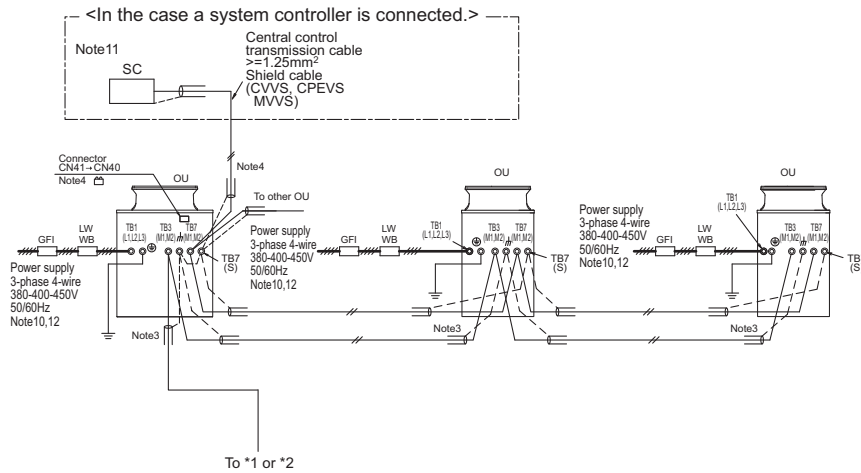 <In the case a system controller is connected.>
Note11
SC
Central control
transmission cable
>=1.25mm²
Shield cable
(CVVS, CPEVS
MVVS)
Connector
CN41→CN40
Note4
OU
Note4
To other OU
GFI
LW
WB
TB1
(L1,L2,L3)
TB3
(M1,M2)
TB7
(M1,M2)
TB7
(S)
Power supply
3-phase 4-wire
380-400-450V
50/60Hz
Note10,12
Note3
To *1 or *2
Power supply
3-phase 4-wire
380-400-450V
50/60Hz
Note10,12
GFI
LW
WB
OU
TB1
(L1,L2,L3)
TB3
(M1,M2)
TB7
(M1,M2)
TB7
(S)
Note3
Power supply
3-phase 4-wire
380-400-450V
50/60Hz
Note10,12
GFI
LW
WB
OU
TB1
(L1,L2,L3)
TB3
(M1,M2)
TB7
(M1,M2)
TB
(S
Note3